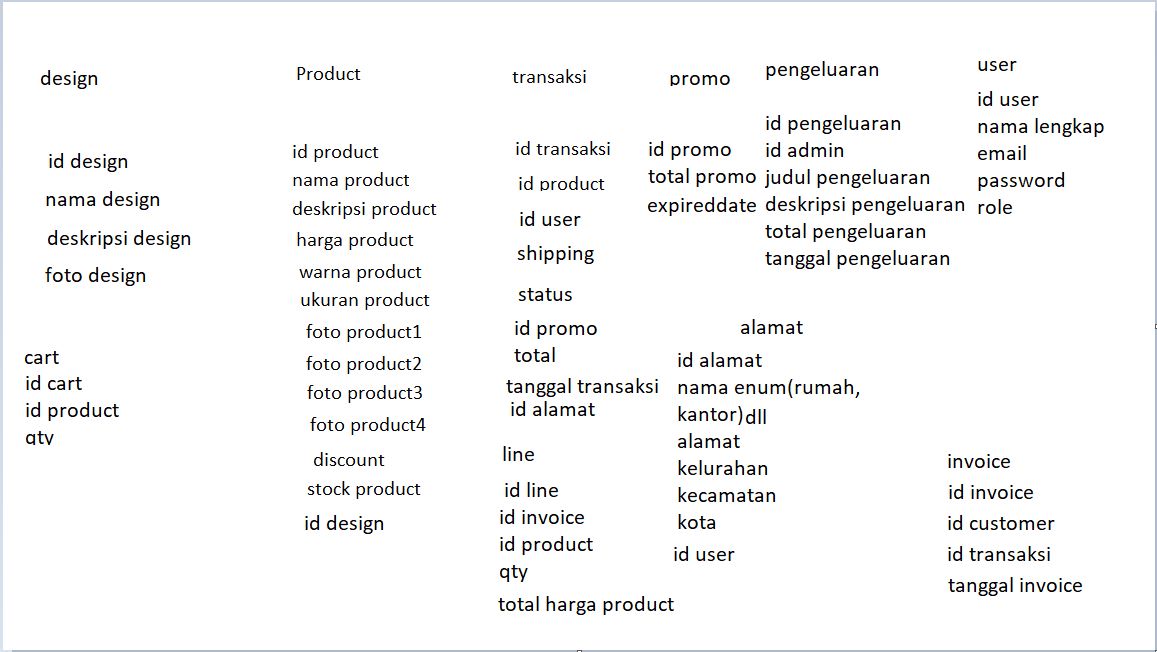 design
id design
nama design
deskripsi design
foto design
cart
id cart
id product
qty
Product
id product
nama product
deskripsi product
harga product
warna product
ukuran product
foto product1
foto product2
foto product3
foto product4
discount
stock product
id design
transaksi
id transaksi
id product
id user
shipping
status
id promo
total
tanggal transaksi
id alamat
line
id line
id invoice
id product
qty
total harga product
promo
id promo
total promo
expireddate
pengeluaran
id pengeluaran
id admin
judul pengeluaran
deskripsi pengeluaran
total pengeluaran
tanggal pengeluaran
alamat
id alamat
nama enum(rumah,
kantor)dll
alamat
kelurahan
kecamatan
kota
id user
user
id user
nama lengkap
email
password
role
invoice
id invoice
id customer
id transaksi
tanggal invoice